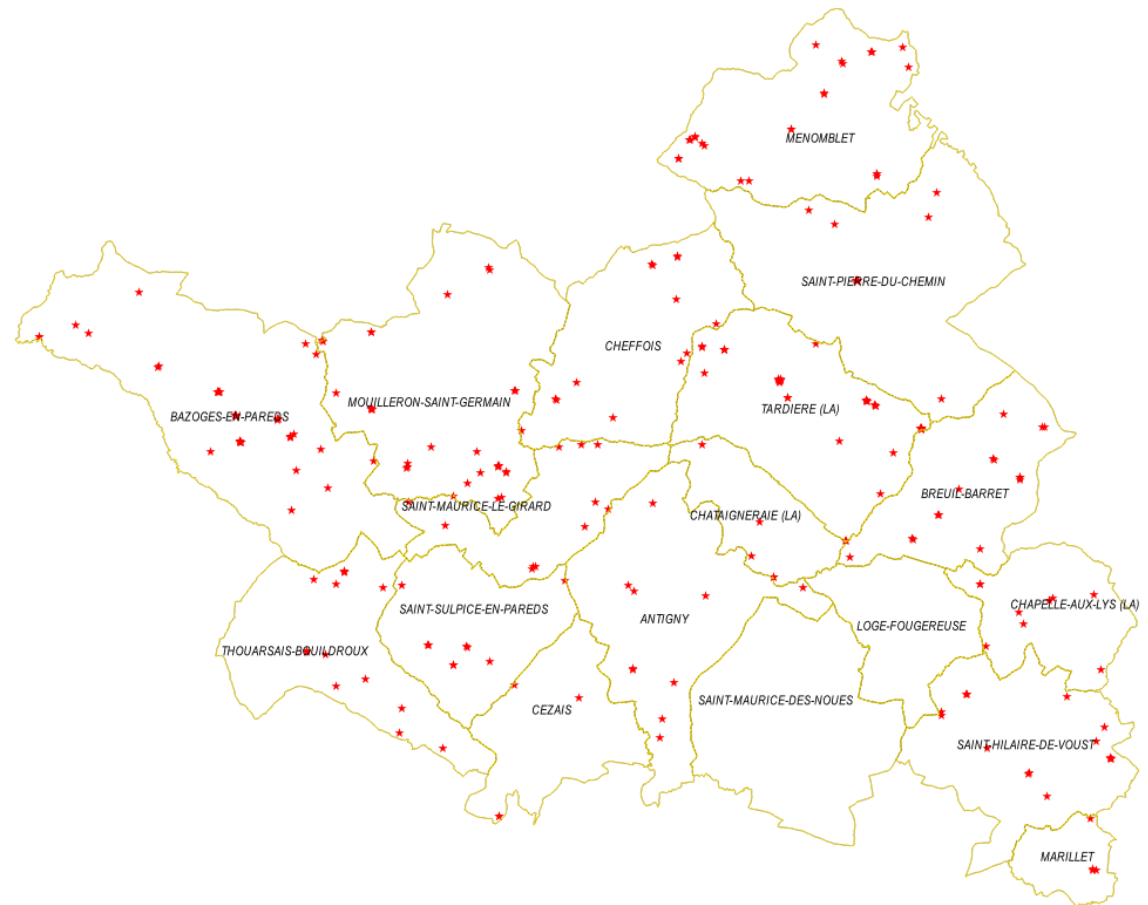 MENOMBLET
SAINT-PIERRE-DU-CHEMIN
CHEFFOIS
MOUILLERON-SAINT-GERMAIN
TARDIERE (LA)
BAZOGES-EN-PAREDS
BREUIL-BARRET
SAINT-MAURICE-LE-GIRARD
CHATAIGNERAIE (LA)
CHAPELLE-AUX-LYS (LA)
SAINT-SULPICE-EN-PAREDS
ANTIGNY
LOGE-FOUGEREUSE
THOUARSAIS-BOUILDROUX
SAINT-MAURICE-DES-NOUES
CEZAIS
SAINT-HILAIRE-DE-VOUST
MARILLET